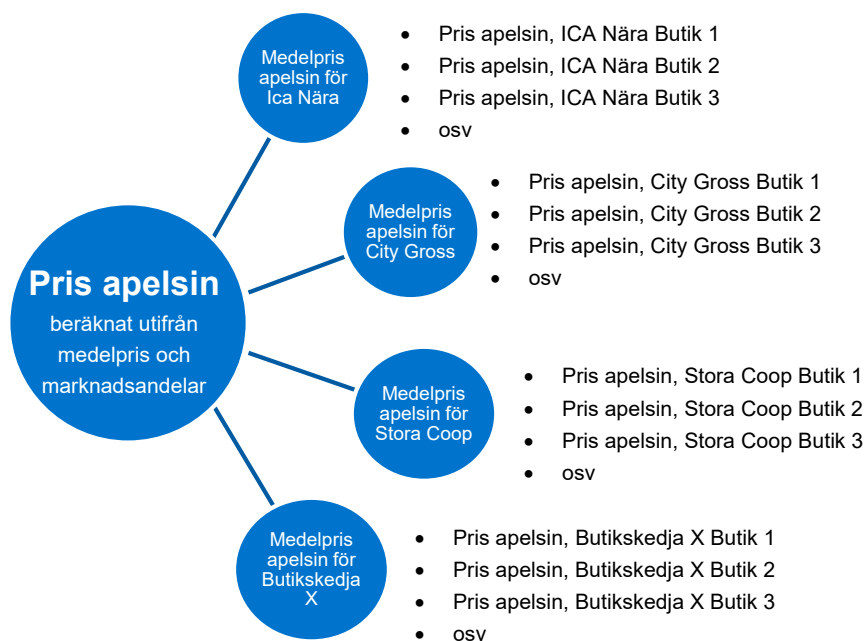 Medelpris
apelsin för
Ica Nära
• Pris apelsin, ICA Nära Butik 1
• Pris apelsin, ICA Nära Butik 2
• Pris apelsin, ICA Nära Butik 3
• osv
Medelpris
apelsin för
City Gross
• Pris apelsin, City Gross Butik 1
• Pris apelsin, City Gross Butik 2
• Pris apelsin, City Gross Butik 3
• osv
Pris apelsin
beräknat utifrån
medelpris och
marknadsandelar
Medelpris
apelsin för
Stora Coop
• Pris apelsin, Stora Coop Butik 1
• Pris apelsin, Stora Coop Butik 2
• Pris apelsin, Stora Coop Butik 3
• osv
Medelpris
apelsin för
Butikskedja
X
• Pris apelsin, Butikskedja X Butik 1
• Pris apelsin, Butikskedja X Butik 2
• Pris apelsin, Butikskedja X Butik 3
• osv